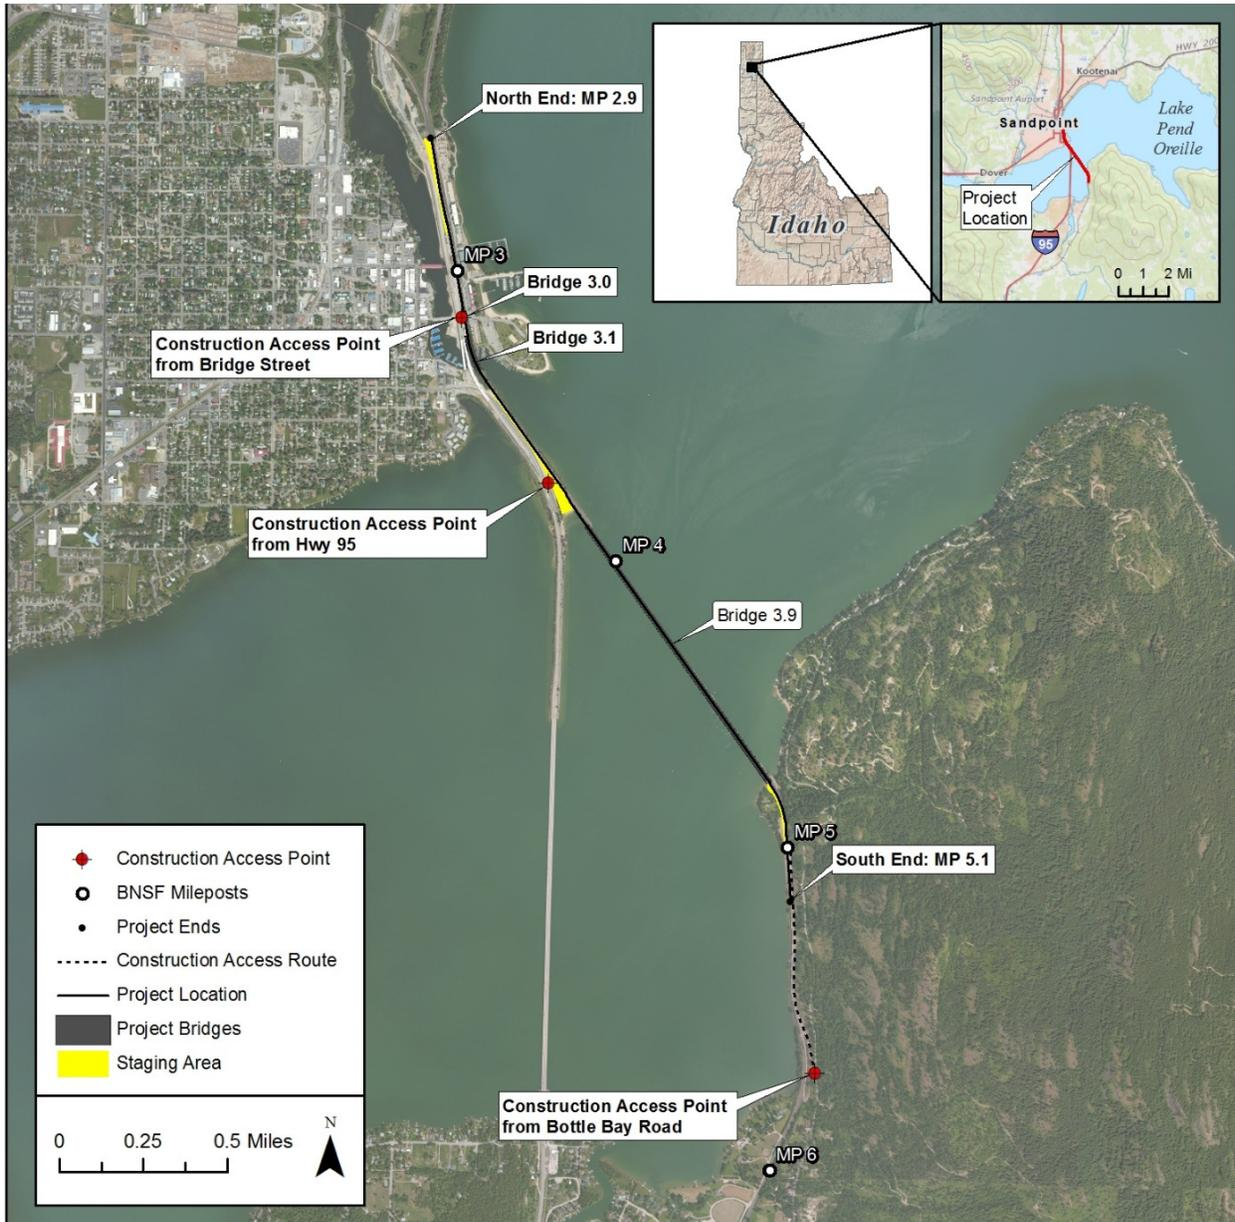 North End: MP 2.9
MP 3
Bridge 3.0
Construction Access Point
from Bridge Street
Bridge 3.1
Construction Access Point
from Hwy 95
MP 4
Bridge 3.9
MP 5
South End: MP 5.1
Construction Access Point
from Bottle Bay Road
MP 6
Idaho
HWY 200
4500
Kootenai
Sandpoint Airport
Sandpoint
Lake
Pend
Oreille
Dover
Project
Location
95
0 1 2 Mi
Construction Access Point
BNSF Mileposts
Project Ends
Construction Access Route
Project Location
Project Bridges
Staging Area
0 0.25 0.5 Miles
N